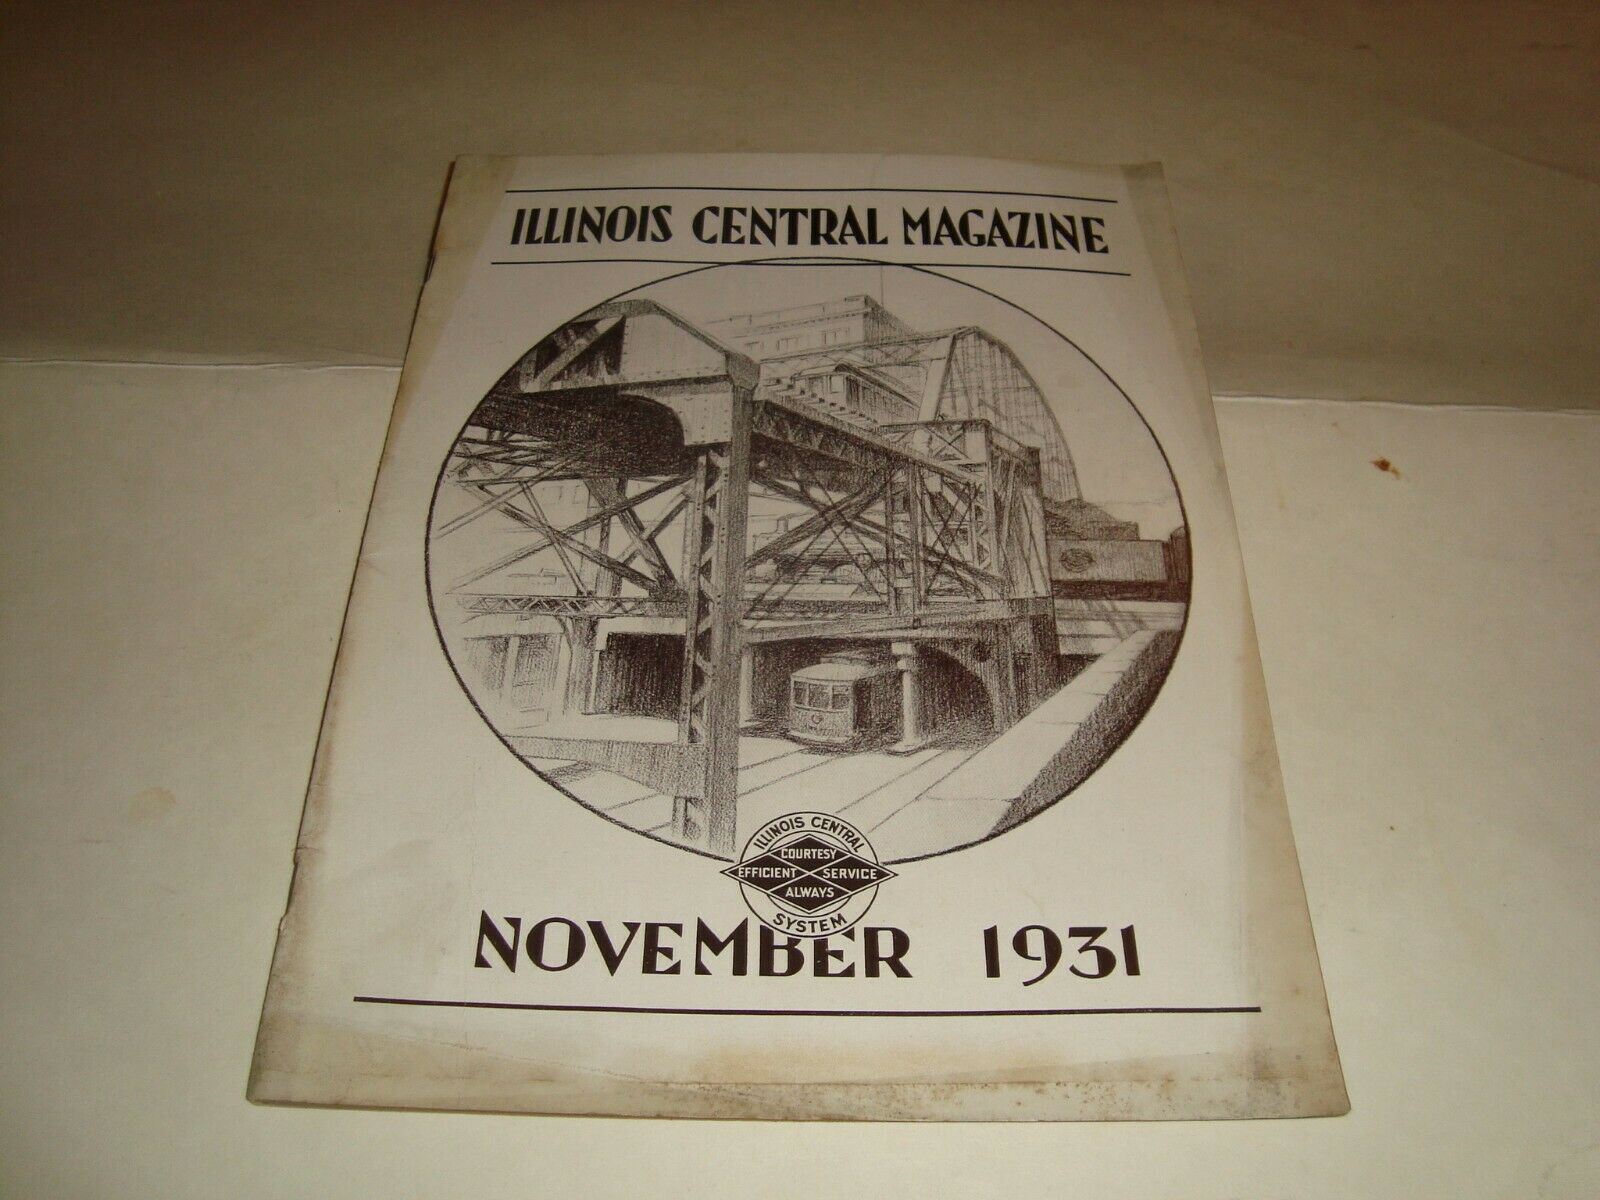 ILLINOIS CENTRAL MAGAZINE
ILLINOIS CENTRAL
COURTESY
EFFICIENT SERVICE
ALWAYS
SYSTEM
NOVEMBER 1931